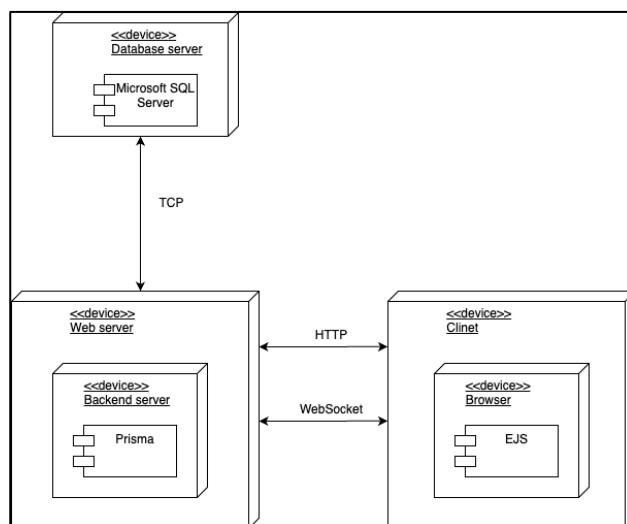 <<device>>
Database server
Microsoft SQL
Server
TCP
<<device>>
Web server
<<device>>
Backend server
Prisma
HTTP
WebSocket
<<device>>
Clinet
<<device>>
Browser
EJS